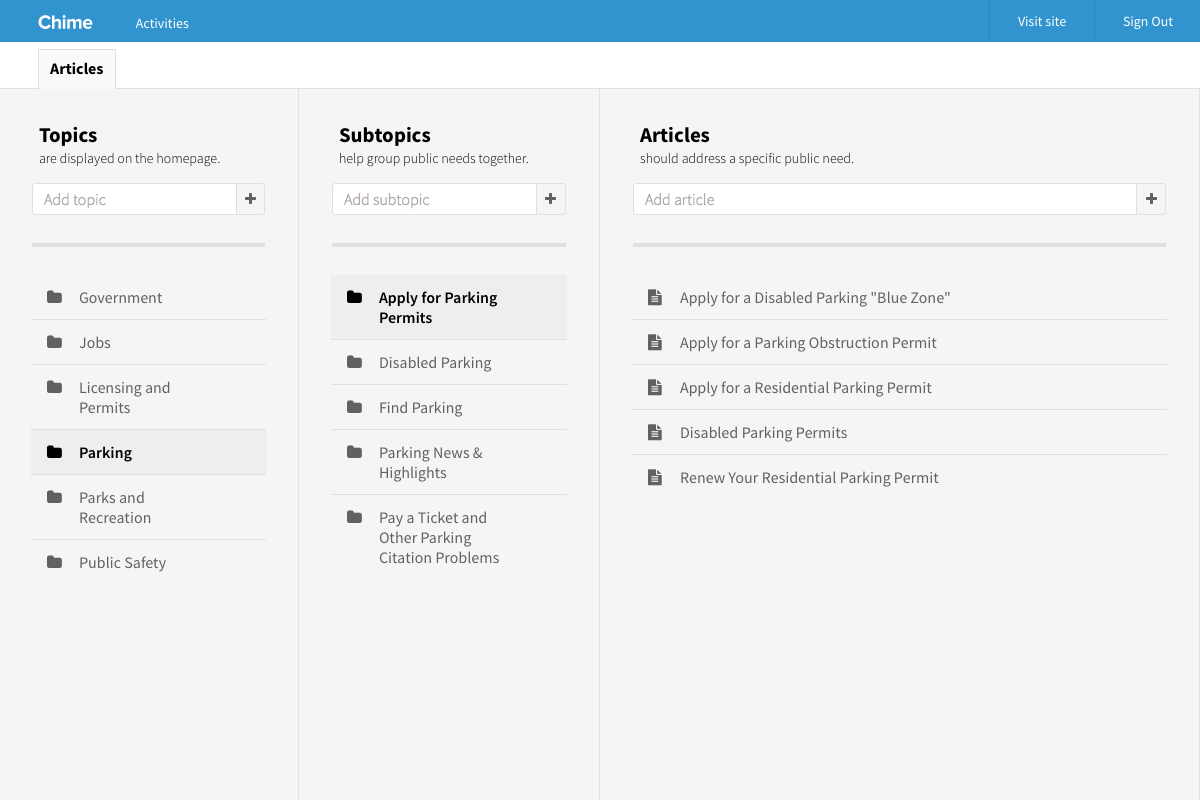 Chime
Activities
Visit site
Sign Out
Articles
Topics
are displayed on the homepage.
Add topic
Government
Jobs
Licensing and
Permits
Parking
Parks and
Recreation
Public Safety
Subtopics
help group public needs together.
Add subtopic
Apply for Parking
Permits
Disabled Parking
Find Parking
Parking News &
Highlights
Pay a Ticket and
Other Parking
Citation Problems
Articles
should address a specific public need.
Add article
Apply for a Disabled Parking "Blue Zone"
Apply for a Parking Obstruction Permit
Apply for a Residential Parking Permit
Disabled Parking Permits
Renew Your Residential Parking Permit